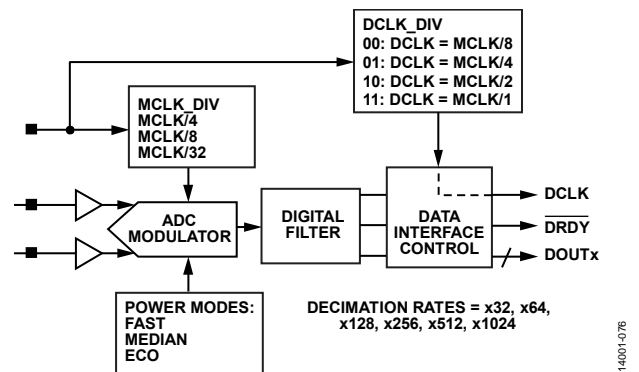 DCLK_DIV
00: DCLK = MCLK/8
01: DCLK = MCLK/4
10: DCLK = MCLK/2
11: DCLK = MCLK/1
MCLK_DIV
MCLK/4
MCLK/8
MCLK/32
ADC
MODULATOR
DIGITAL
FILTER
DATA
INTERFACE
CONTROL
DCLK
DRDY
DOUTx
POWER MODES:
FAST
MEDIAN
ECO
DECIMATION RATES = x32, x64,
x128, x256, x512, x1024
14001-076